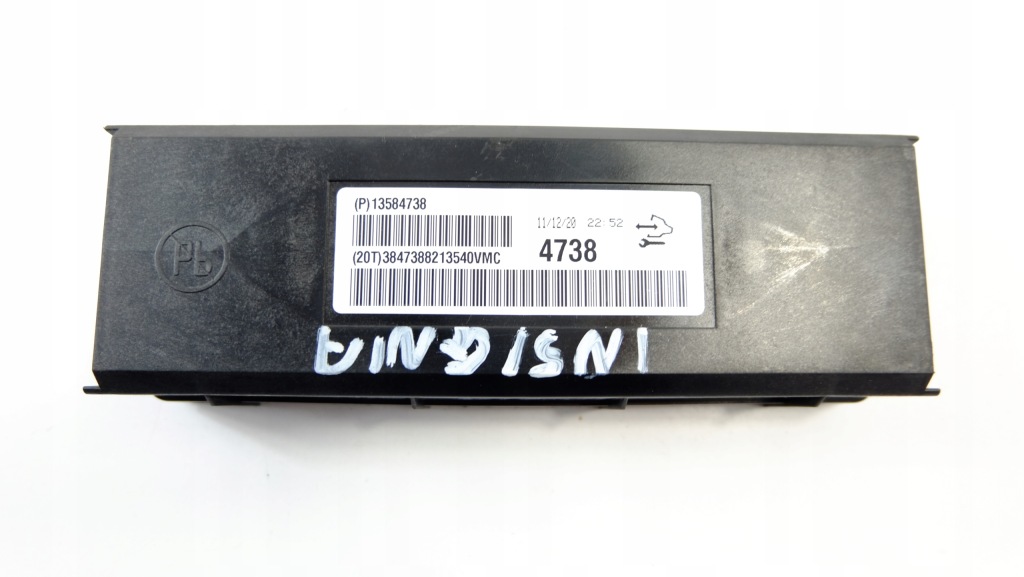 (P)13584738
11/12/20 22:52
4738
(20T)3847388213540VMC
Pb
INSIGNIA